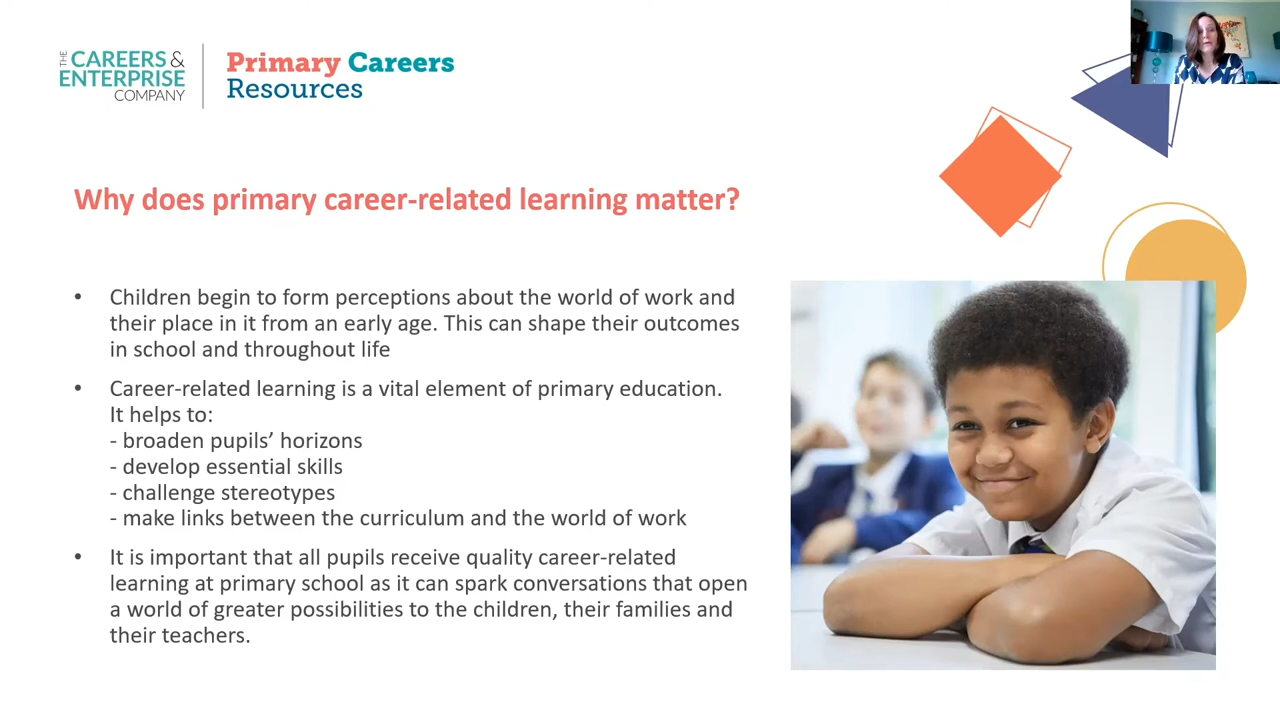 THE CAREERS &
ENTERPRISE
COMPANY
Primary Careers
Resources
Why does primary career-related learning matter?
• Children begin to form perceptions about the world of work and
their place in it from an early age. This can shape their outcomes
in school and throughout life
• Career-related learning is a vital element of primary education.
It helps to:
- broaden pupils’ horizons
- develop essential skills
- challenge stereotypes
- make links between the curriculum and the world of work
• It is important that all pupils receive quality career-related
learning at primary school as it can spark conversations that open
a world of greater possibilities to the children, their families and
their teachers.